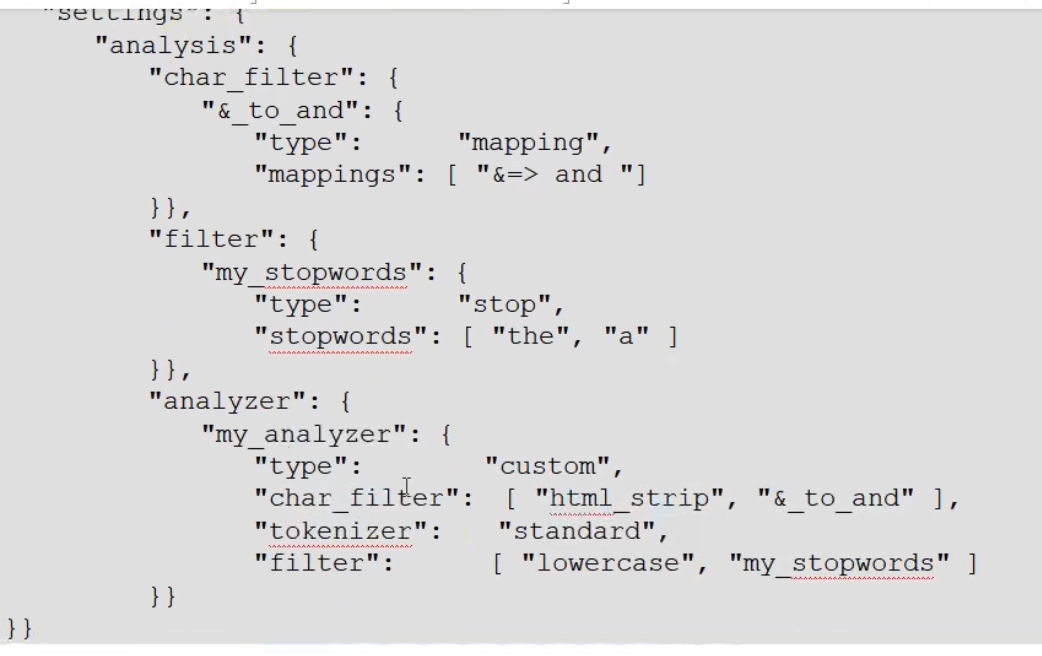 "settings": {
"analysis": {
"char_filter": {
"&_to_and": {
"type": "mapping",
"mappings": [ "&=> and "]
}},
"filter": {
"my_stopwords": {
"type": "stop",
"stopwords": [ "the", "a" ]
}},
"analyzer": {
"my_analyzer": {
"type": "custom",
"char_filter": [ "html_strip", "&_to_and" ],
"tokenizer": "standard",
"filter": [ "lowercase", "my_stopwords" ]
}}
}}